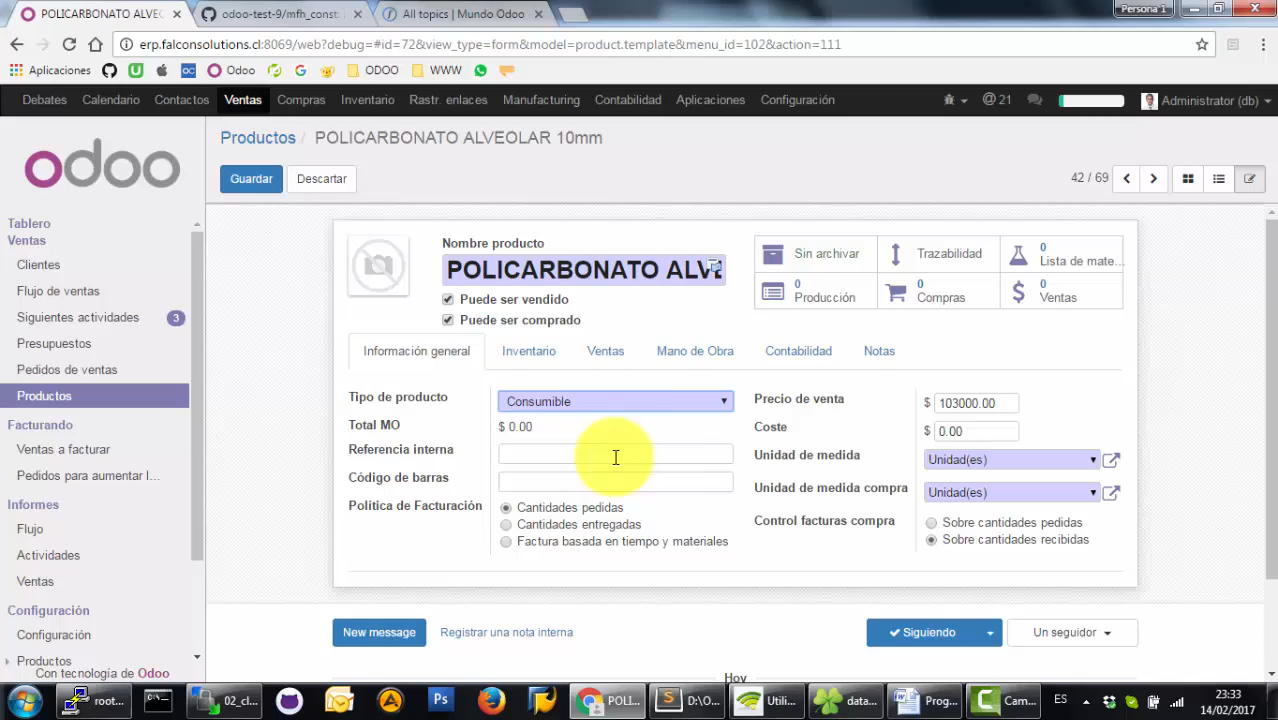 POLICARBONATO ALVEO
odoo-test-9/mfh_const
All topics | Mundo Odoo
Persona 1
erp.falconsolutions.cl:8069/web?debug=#id=72&view_type=form&model=product.template&menu_id=102&action=111
Aplicaciones
Odoo
G
ODOO
WWW
Debates
Calendario
Contactos
Ventas
Compras
Inventario
Rastr. enlaces
Manufacturing
Contabilidad
Aplicaciones
Configuración
@ 21
Administrator (db)
odoo
Productos / POLICARBONATO ALVEOLAR 10mm
Guardar
Descartar
42 / 69
Tablero
Ventas
Clientes
Flujo de ventas
Siguientes actividades 3
Presupuestos
Pedidos de ventas
Productos
Facturando
Ventas a facturar
Pedidos para aumentar l...
Informes
Flujo
Actividades
Ventas
Configuración
Configuración
Productos
Con tecnología de Odoo
Nombre producto
POLICARBONATO ALVE
Puede ser vendido
Puede ser comprado
Sin archivar
Trazabilidad
0
Lista de mate...
0
Producción
0
Compras
0
Ventas
Información general
Inventario
Ventas
Mano de Obra
Contabilidad
Notas
Tipo de producto
Consumible
Total MO
$ 0.00
Referencia interna
Código de barras
Política de Facturación
Cantidades pedidas
Cantidades entregadas
Factura basada en tiempo y materiales
Precio de venta
$ 103000.00
Coste
$ 0.00
Unidad de medida
Unidad(es)
Unidad de medida compra
Unidad(es)
Control facturas compra
Sobre cantidades pedidas
Sobre cantidades recibidas
New message
Registrar una nota interna
Siguiendo
Un seguidor
Hoy
root...
02_cl...
Ps
POLI...
D:\O...
Utili...
data...
Prog...
Cam...
ES
23:33
14/02/2017